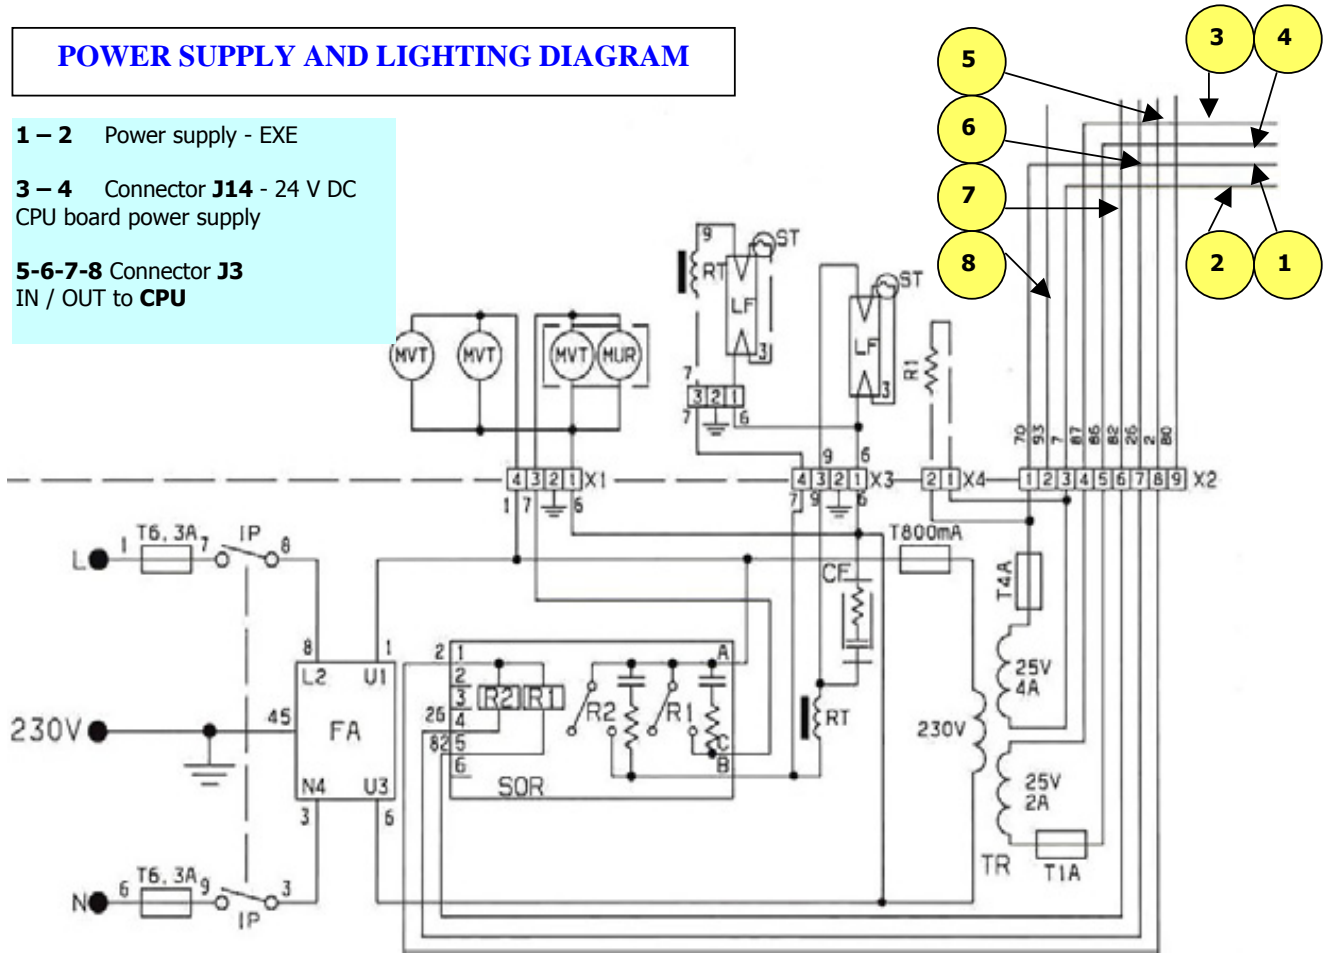 POWER SUPPLY AND LIGHTING DIAGRAM
1 – 2 Power supply - EXE
3 – 4 Connector J14 - 24 V DC
CPU board power supply
5-6-7-8 Connector J3
IN / OUT to CPU
3 4
5
6
7
8
2 1
9 ST
RT
LF
3
7
3 2 1
7 6
ST
LF
3
R1
MVT MVT MVT MUR
70 93 7 87 86 82 26 2 80
9 6
4 3 2 1 X1
4 3 2 1 X3
2 1 X4
1 2 3 4 5 6 7 8 9 X2
1 7 6
7 9 6
L 1 T6,3A 7 IP 8
T800mA
CF
T4A
8 1
L2 U1
45
230V
FA
N4 U3
3 6
2 1 A
2
3 R2 R1
26 4
82 5 R2 R1 C
6 B
SOR
RT
230V
25V
4A
25V
2A
TR
T1A
N 6 T6,3A 9 IP 3